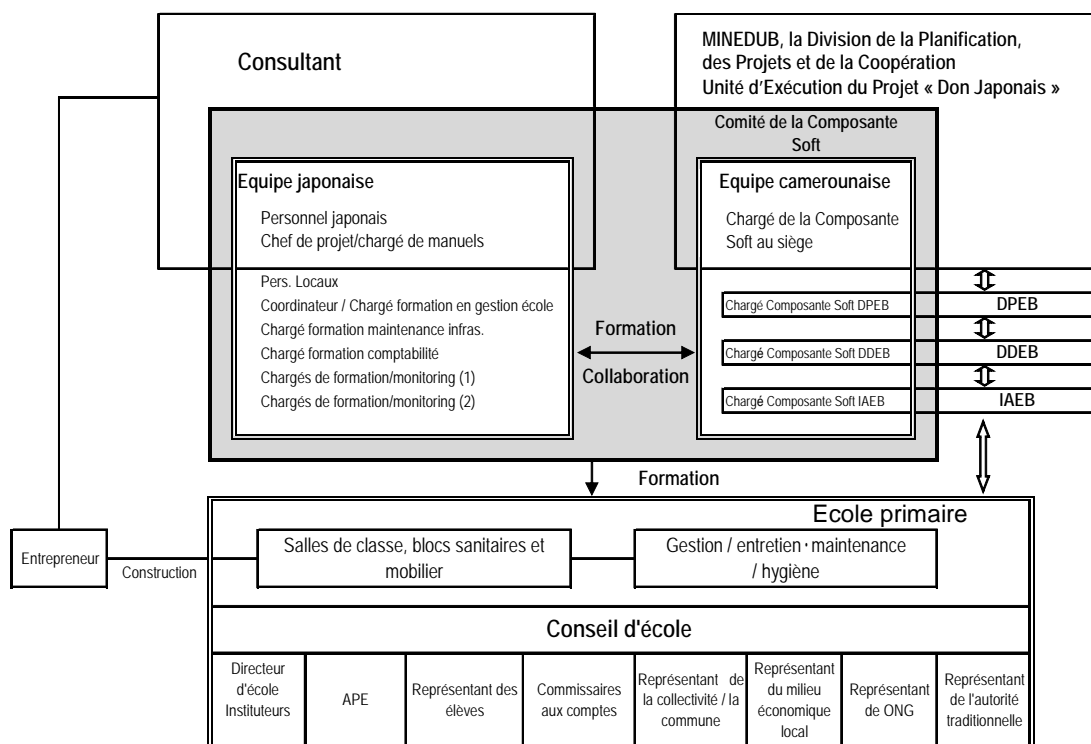 Consultant
MINEDUB, la Division de la Planification,
des Projets et de la Coopération
Unité d'Exécution du Projet « Don Japonais »
Comité de la Composante
Soft
Equipe japonaise
Personnel japonais
Chef de projet/chargé de manuels
Pers. Locaux
Coordinateur / Chargé formation en gestion école
Chargé formation maintenance infras.
Chargé formation comptabilité
Chargés de formation/monitoring (1)
Chargés de formation/monitoring (2)
Formation
Collaboration
Equipe camerounaise
Chargé de la Composante
Soft au siège
Chargé Composante Soft DPEB
DPEB
Chargé Composante Soft DDEB
DDEB
Chargé Composante Soft IAEB
IAEB
Formation
Ecole primaire
Entrepreneur
Construction
Salles de classe, blocs sanitaires et
mobilier
Gestion / entretien・maintenance
/ hygiène
Conseil d'école
Directeur
d'école
Instituteurs
APE
Représentant des
élèves
Commissaires
aux comptes
Représentant de
la collectivité / la
commune
Représentant
du milieu
économique
local
Représentant
de ONG
Représentant
de l'autorité
traditionnelle